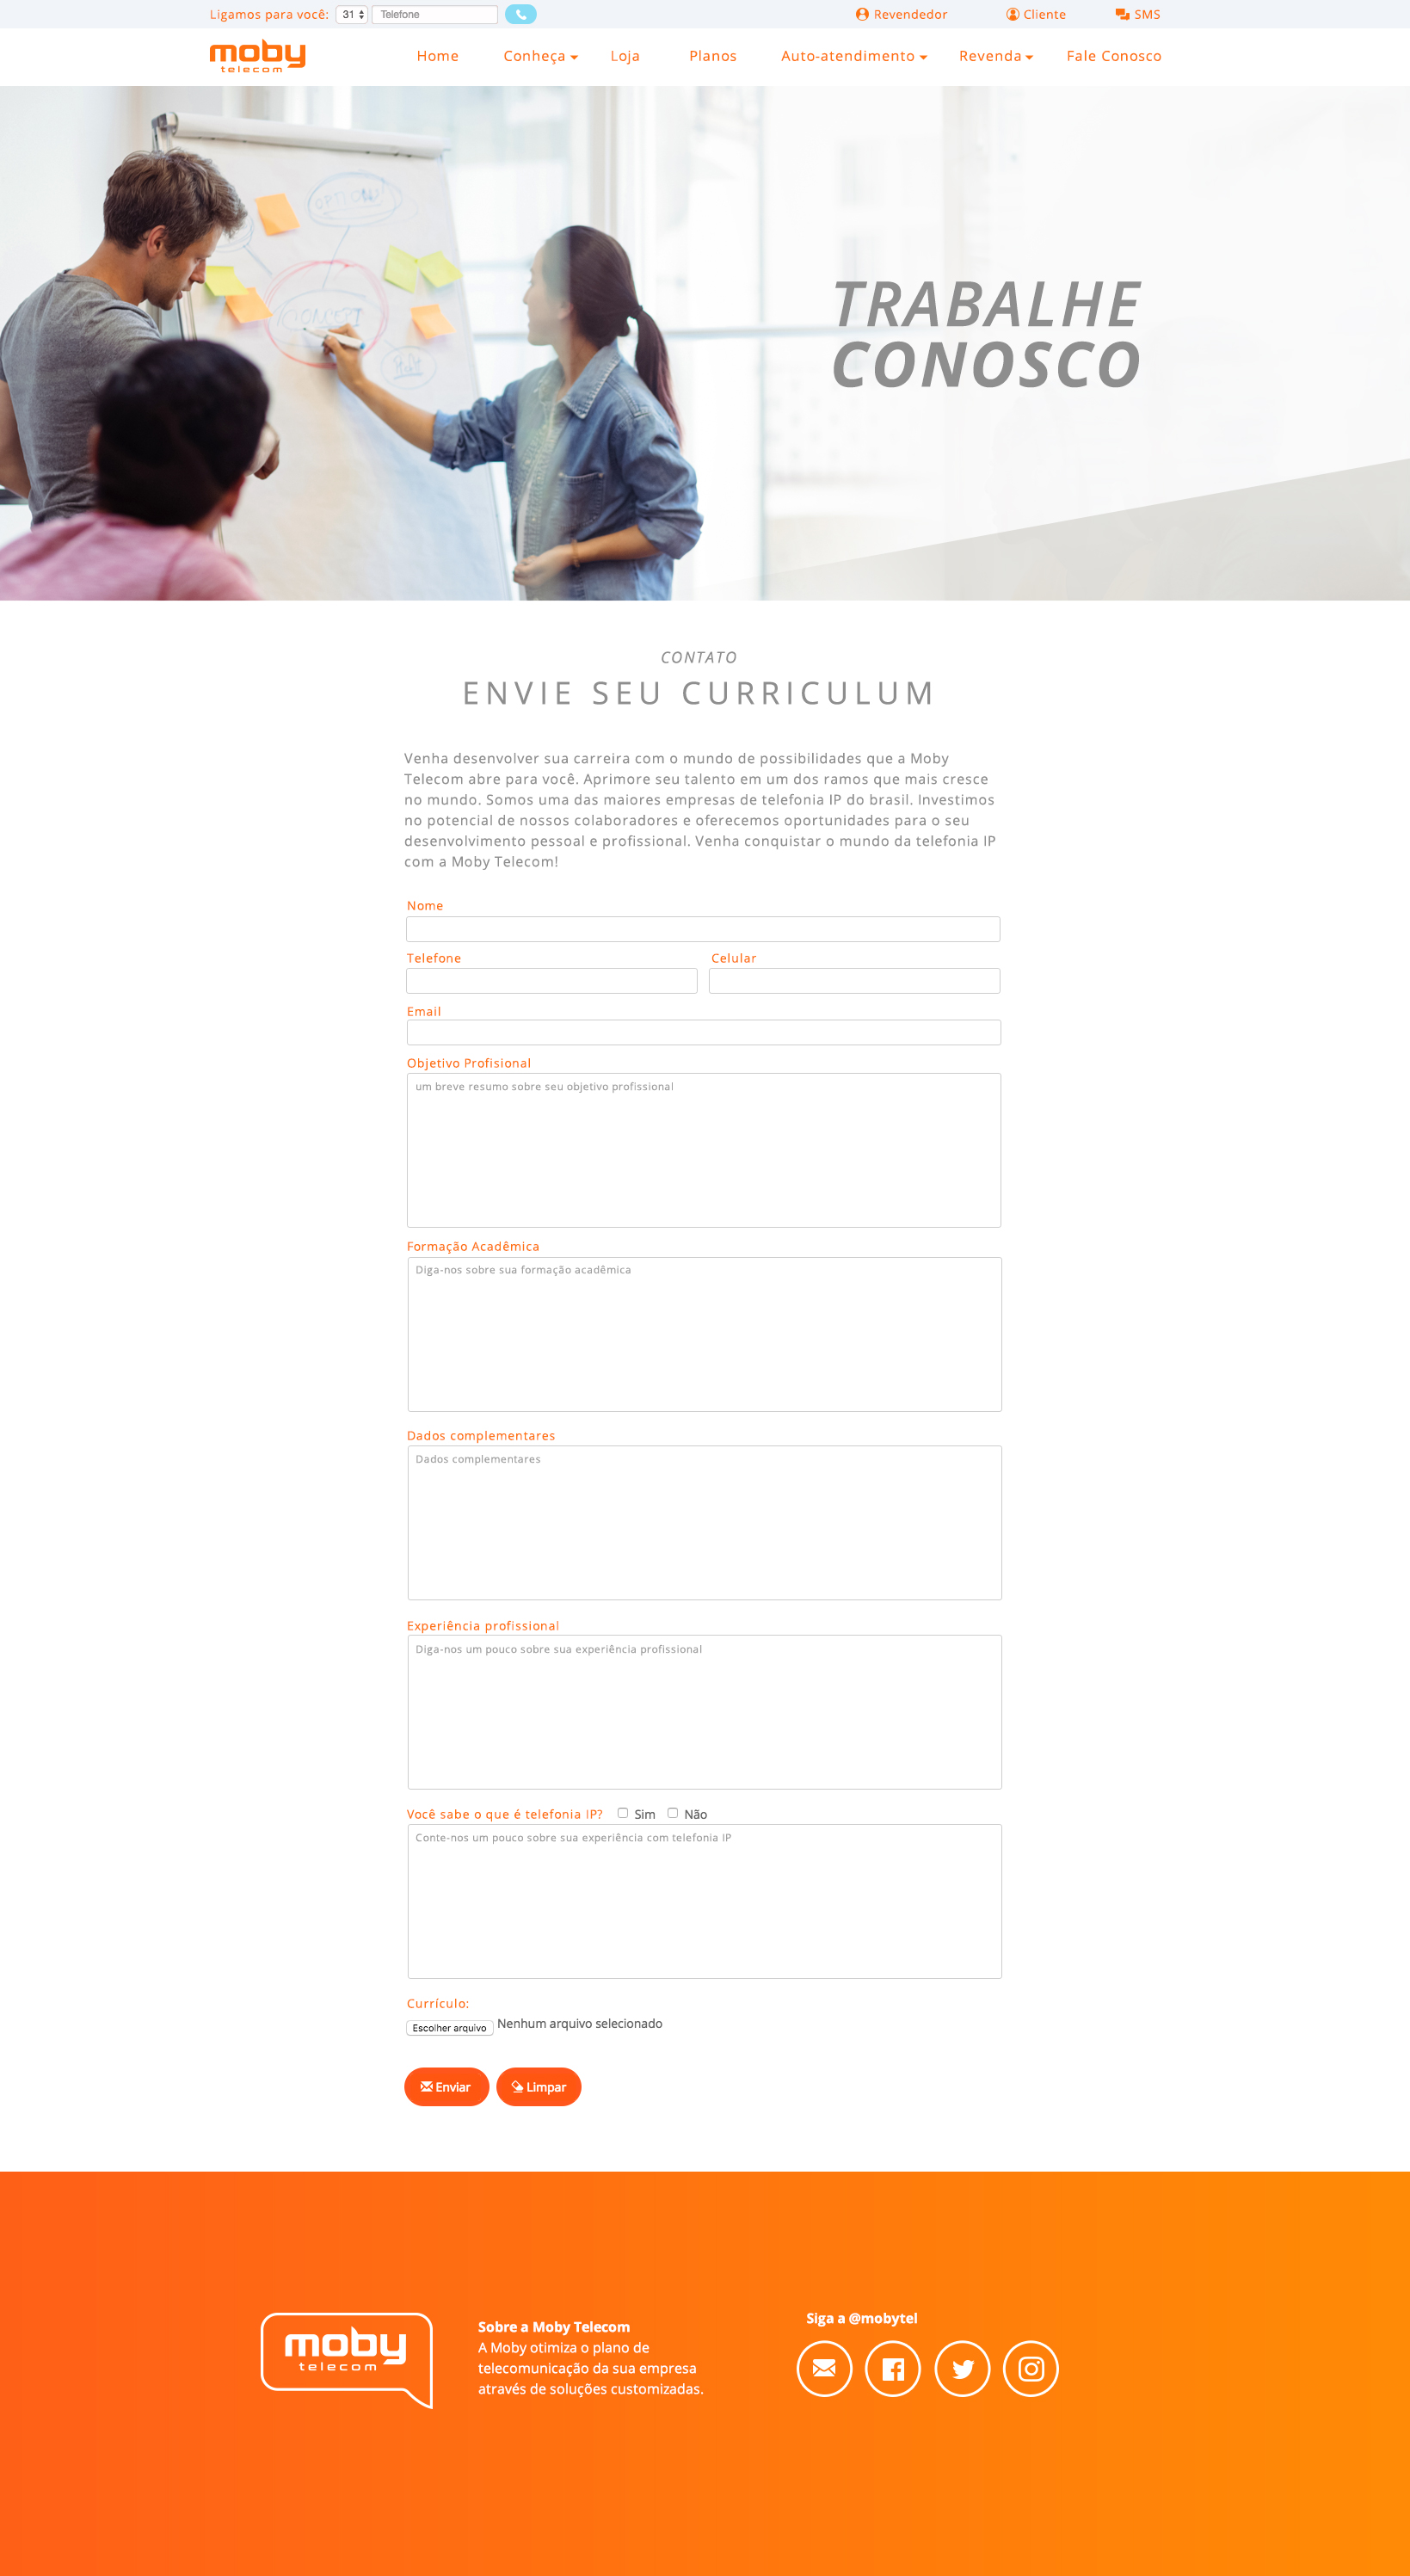 Ligamos para você: 31 Telefone Revendedor Cliente SMS
moby
telecom
Home Conheça Loja Planos Auto-atendimento Revenda Fale Conosco
OPTION 1
CONCEPT
TRABALHE
CONOSCO
CONTATO
ENVIE SEU CURRICULUM
Venha desenvolver sua carreira com o mundo de possibilidades que a Moby
Telecom abre para você. Aprimore seu talento em um dos ramos que mais cresce
no mundo. Somos uma das maiores empresas de telefonia IP do brasil. Investimos
no potencial de nossos colaboradores e oferecemos oportunidades para o seu
desenvolvimento pessoal e profissional. Venha conquistar o mundo da telefonia IP
com a Moby Telecom!
Nome
Telefone Celular
Email
Objetivo Profisional
um breve resumo sobre seu objetivo profissional
Formação Acadêmica
Diga-nos sobre sua formação acadêmica
Dados complementares
Dados complementares
Experiência profissional
Diga-nos um pouco sobre sua experiência profissional
Você sabe o que é telefonia IP? Sim Não
Conte-nos um pouco sobre sua experiência com telefonia IP
Currículo:
Escolher arquivo Nenhum arquivo selecionado
Enviar Limpar
moby
telecom
Sobre a Moby Telecom
A Moby otimiza o plano de
telecomunicação da sua empresa
através de soluções customizadas.
Siga a @mobytel